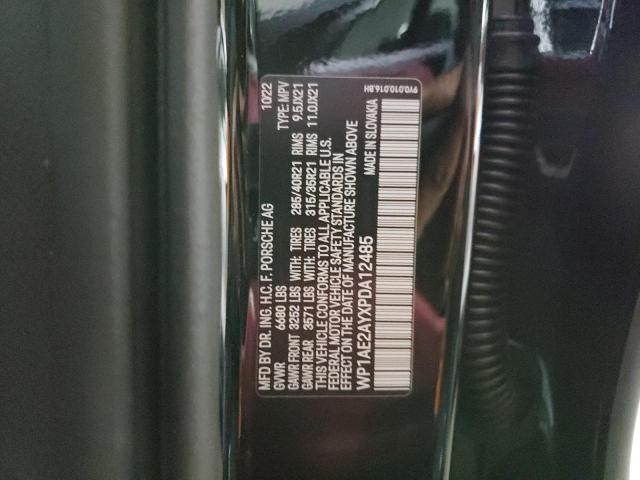 MFD BY DR. ING. H.C. F. PORSCHE AG 10/22
GVWR 6680 LBS TYPE: MPV
GAWR FRONT 3252 LBS WITH: TIRES 285/40R21 RIMS 9.5JX21
GAWR REAR 3571 LBS WITH: TIRES 315/35R21 RIMS 11.0JX21
THIS VEHICLE CONFORMS TO ALL APPLICABLE U.S.
FEDERAL MOTOR VEHICLE SAFETY STANDARDS IN
EFFECT ON THE DATE OF MANUFACTURE SHOWN ABOVE
WP1AE2AYXPDA12485 MADE IN SLOVAKIA
9Y0.010.016.BH